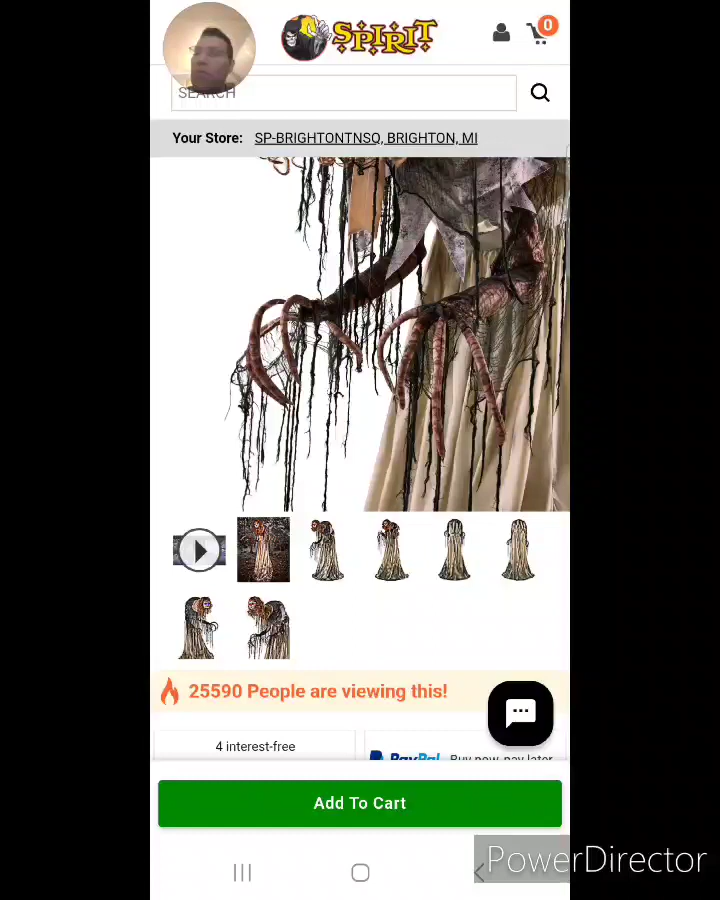 SPIRIT
0
SEARCH
Your Store: SP-BRIGHTONTNSQ, BRIGHTON, MI
25590 People are viewing this!
4 interest-free
PayPal Buy now, pay later
Add To Cart
PowerDirector